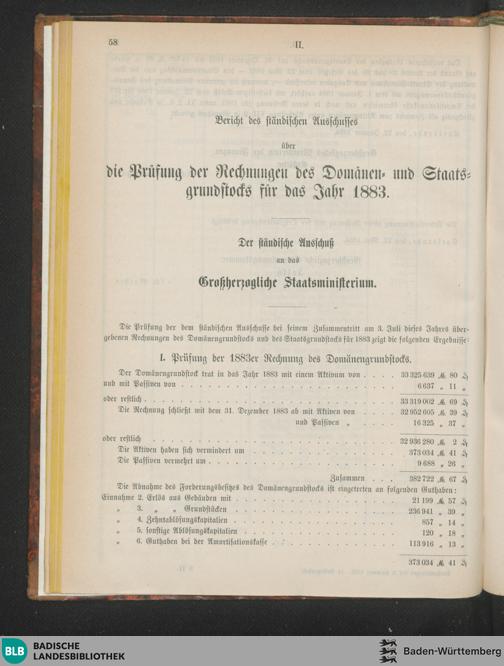 58
II.
Bericht des ständischen Ausschusses
über
die Prüfung der Rechnungen des Domänen- und Staats-
grundstocks für das Jahr 1883.
Der ständische Ausschuß
an das
Großherzogliche Staatsministerium.
Die Prüfung der dem ständischen Ausschusse bei seinem Zusammentritt am 3. Juli dieses Jahres über-
gebenen Rechnungen des Domänengrundstocks und des Staatsgrundstocks für 1883 zeigt die folgenden Ergebnisse:
I. Prüfung der 1883er Rechnung des Domänengrundstocks.
Der Domänengrundstock trat in das Jahr 1883 mit einem Aktivum von . . . 33 325 639 ℳ 80 ₰
und mit Passiven von . . . 6 637 „ 11 „
oder restlich . . . 33 319 002 ℳ 69 ₰
Die Rechnung schließt mit dem 31. Dezember 1883 ab mit Aktiven von . . . 32 952 605 ℳ 39 ₰
und Passiven „ . . . 16 325 „ 37 „
oder restlich . . . 32 936 280 ℳ 2 ₰
Die Aktiven haben sich vermindert um . . . 373 034 ℳ 41 ₰
Die Passiven vermehrt um . . . 9 688 „ 26 „
Zusammen . . . 382 722 ℳ 67 ₰
Die Abnahme des Forderungsbesitzes des Domänengrundstocks ist eingetreten an folgenden Guthaben:
Einnahme 2. Erlös aus Gebäuden mit . . . 21 199 ℳ 57 ₰
„ 3. „ „ Grundstücken . . . 236 941 „ 39 „
„ 4. Zehntablösungskapitalien . . . 857 „ 14 „
„ 5. sonstige Ablösungskapitalien . . . 120 „ 18 „
„ 6. Guthaben bei der Amortisationskasse . . . 113 916 „ 13 „
373 034 ℳ 41 ₰
BLB BADISCHE
LANDESBIBLIOTHEK
Baden-Württemberg